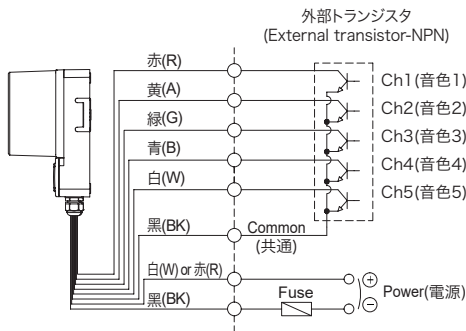 外部トランジスタ
(External transistor-NPN)
赤(R)
Ch1(音色1)
黄(A)
Ch2(音色2)
緑(G)
Ch3(音色3)
青(B)
Ch4(音色4)
白(W)
Ch5(音色5)
黒(BK)
Common
(共通)
白(W) or 赤(R)
黒(BK)
Fuse
Power(電源)